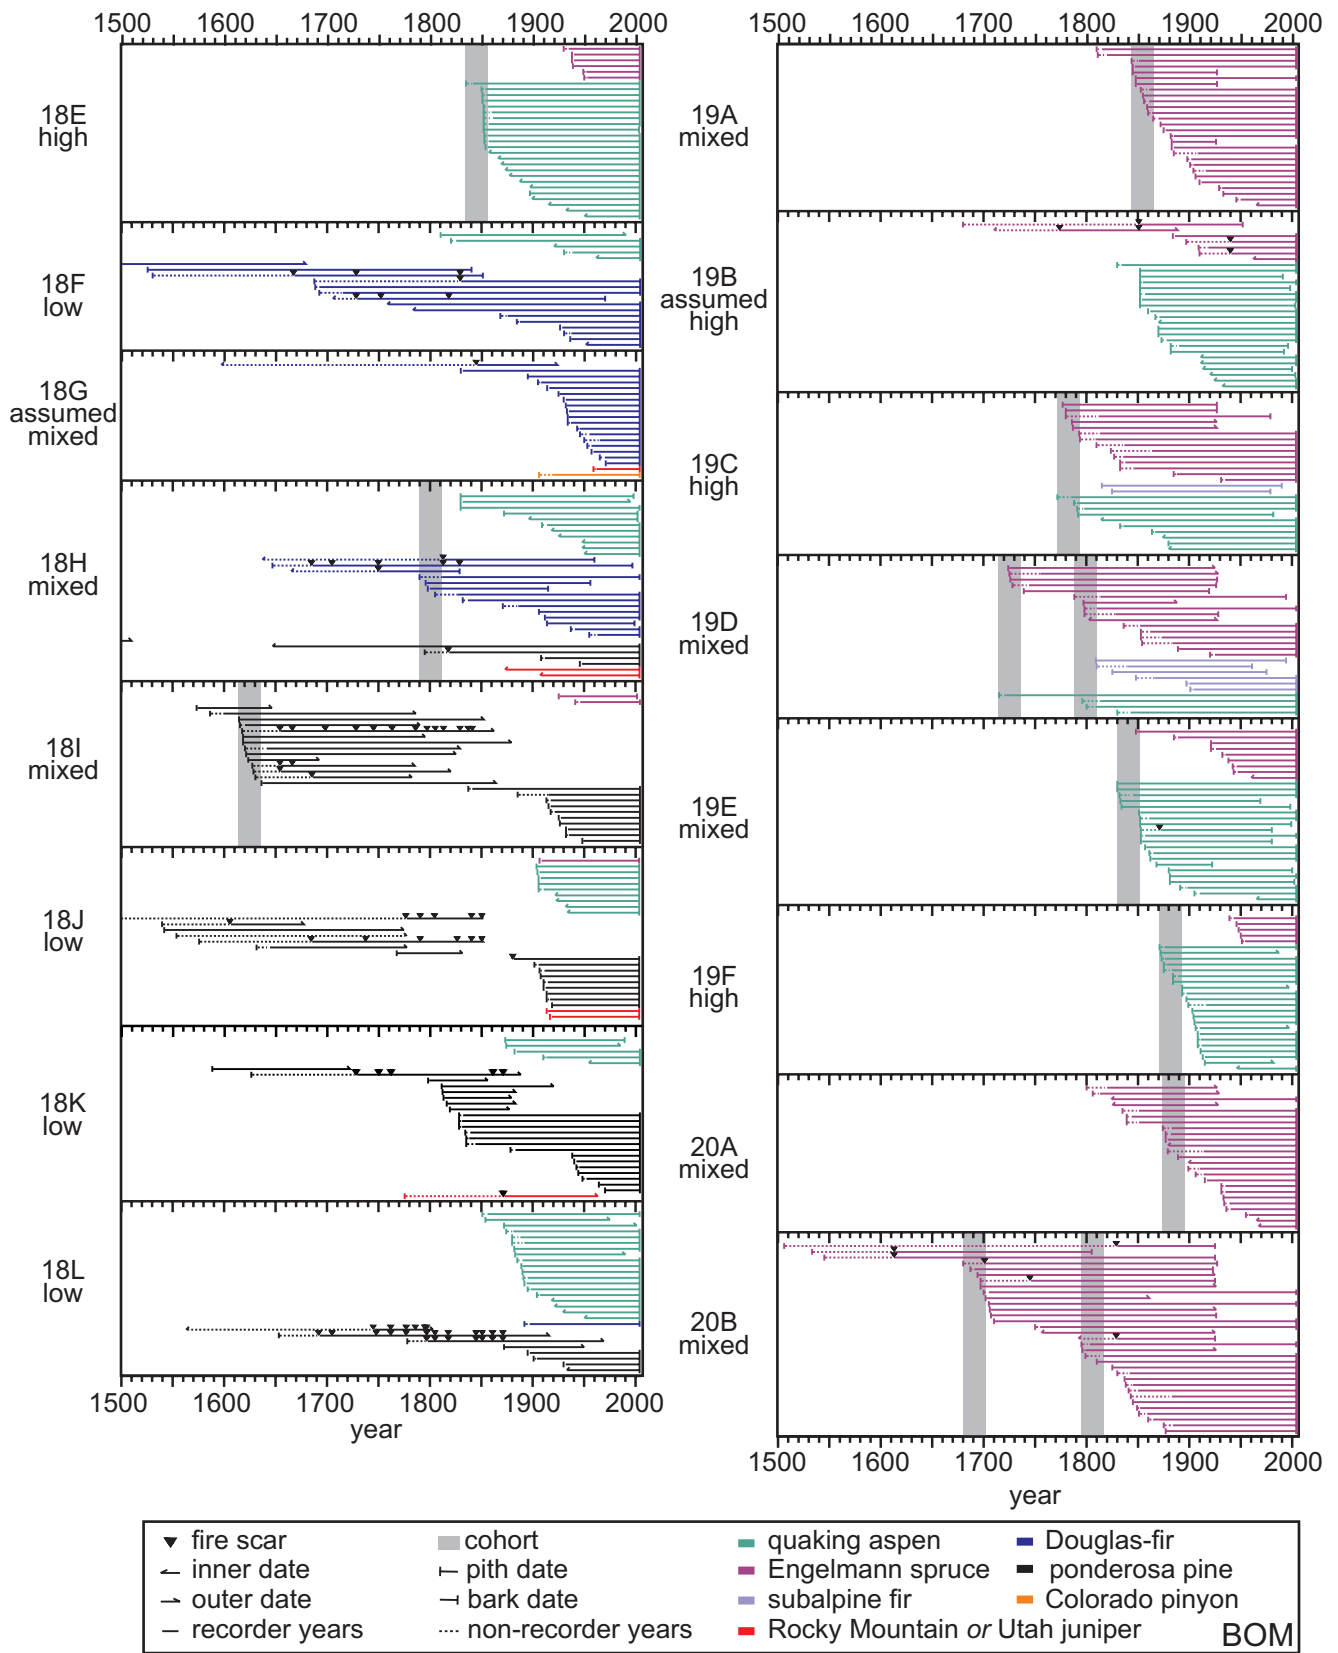 1500 1600 1700 1800 1900 2000
18E
high
18F
low
18G
assumed
mixed
18H
mixed
18I
mixed
18J
low
18K
low
18L
low
1500 1600 1700 1800 1900 2000
year
1500 1600 1700 1800 1900 2000
19A
mixed
19B
assumed
high
19C
high
19D
mixed
19E
mixed
19F
high
20A
mixed
20B
mixed
1500 1600 1700 1800 1900 2000
year
fire scar
inner date
outer date
recorder years
cohort
pith date
bark date
non-recorder years
quaking aspen
Engelmann spruce
subalpine fir
Rocky Mountain or Utah juniper
Douglas-fir
ponderosa pine
Colorado pinyon
BOM